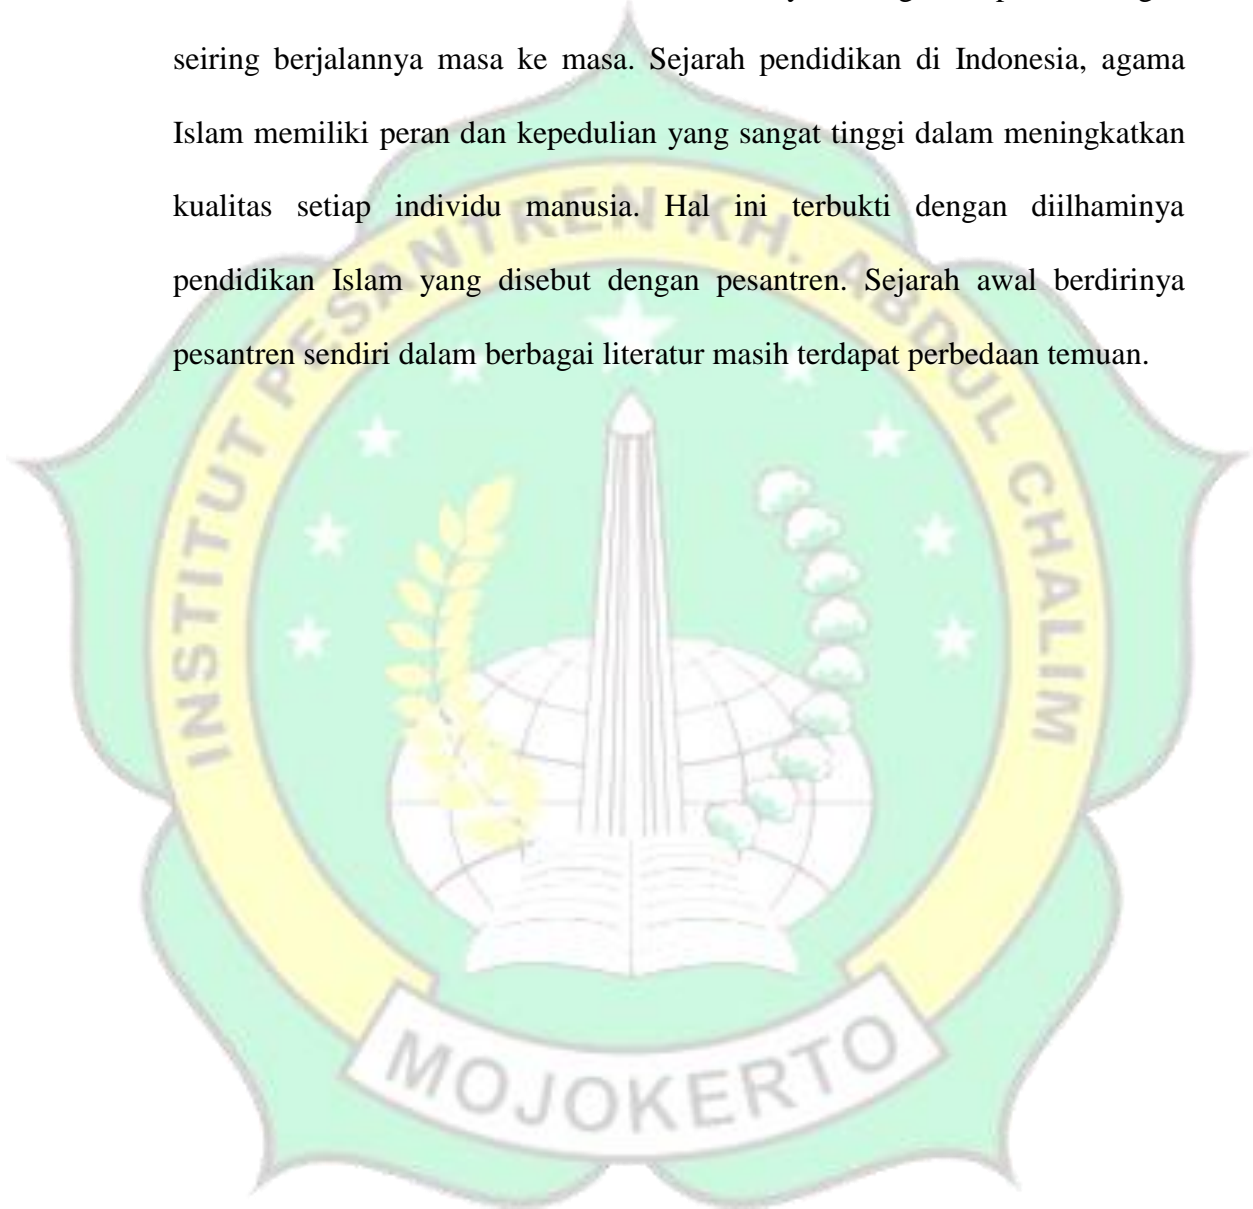 seiring berjalannya masa ke masa. Sejarah pendidikan di Indonesia, agama
Islam memiliki peran dan kepedulian yang sangat tinggi dalam meningkatkan
kualitas setiap individu manusia. Hal ini terbukti dengan diilhaminya
pendidikan Islam yang disebut dengan pesantren. Sejarah awal berdirinya
pesantren sendiri dalam berbagai literatur masih terdapat perbedaan temuan.
INSTITUT PESANTREN KH. ABDUL CHALIM
MOJOKERTO